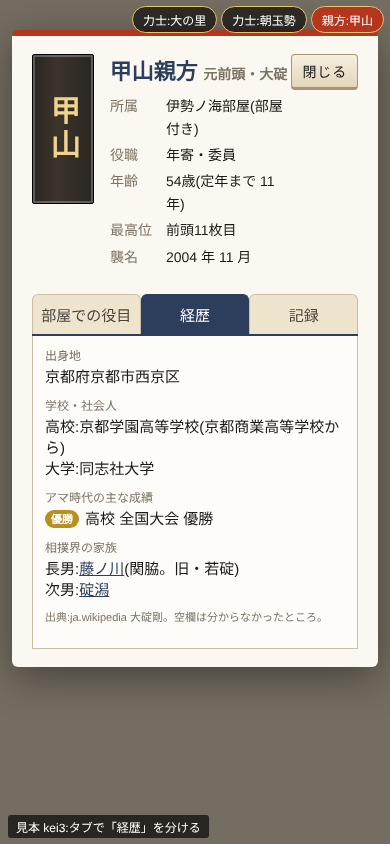 力士:大の里 力士:朝玉勢 親方:甲山
甲山
甲山親方 元前頭・大碇
閉じる
所属 伊勢ノ海部屋(部屋
付き)
役職 年寄・委員
年齢 54歳(定年まで 11
年)
最高位 前頭11枚目
襲名 2004 年 11 月
部屋での役目 経歴 記録
出身地
京都府京都市西京区
学校・社会人
高校:京都学園高等学校(京都商業高等学校か
ら)
大学:同志社大学
アマ時代の主な成績
優勝 高校 全国大会 優勝
相撲界の家族
長男:藤ノ川(関脇。旧・若碇)
次男:碇潟
出典:ja.wikipedia 大碇剛。空欄は分からなかったところ。
見本 kei3:タブで「経歴」を分ける